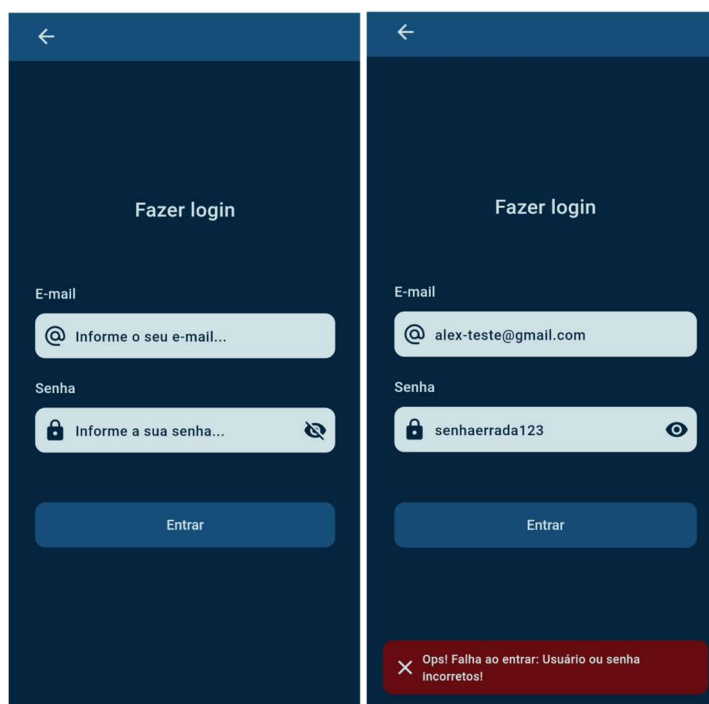 Fazer login
E-mail
Informe o seu e-mail...
Senha
Informe a sua senha...
Entrar
Fazer login
E-mail
alex-teste@gmail.com
Senha
senhaerrada123
Entrar
Ops! Falha ao entrar: Usuário ou senha
incorretos!